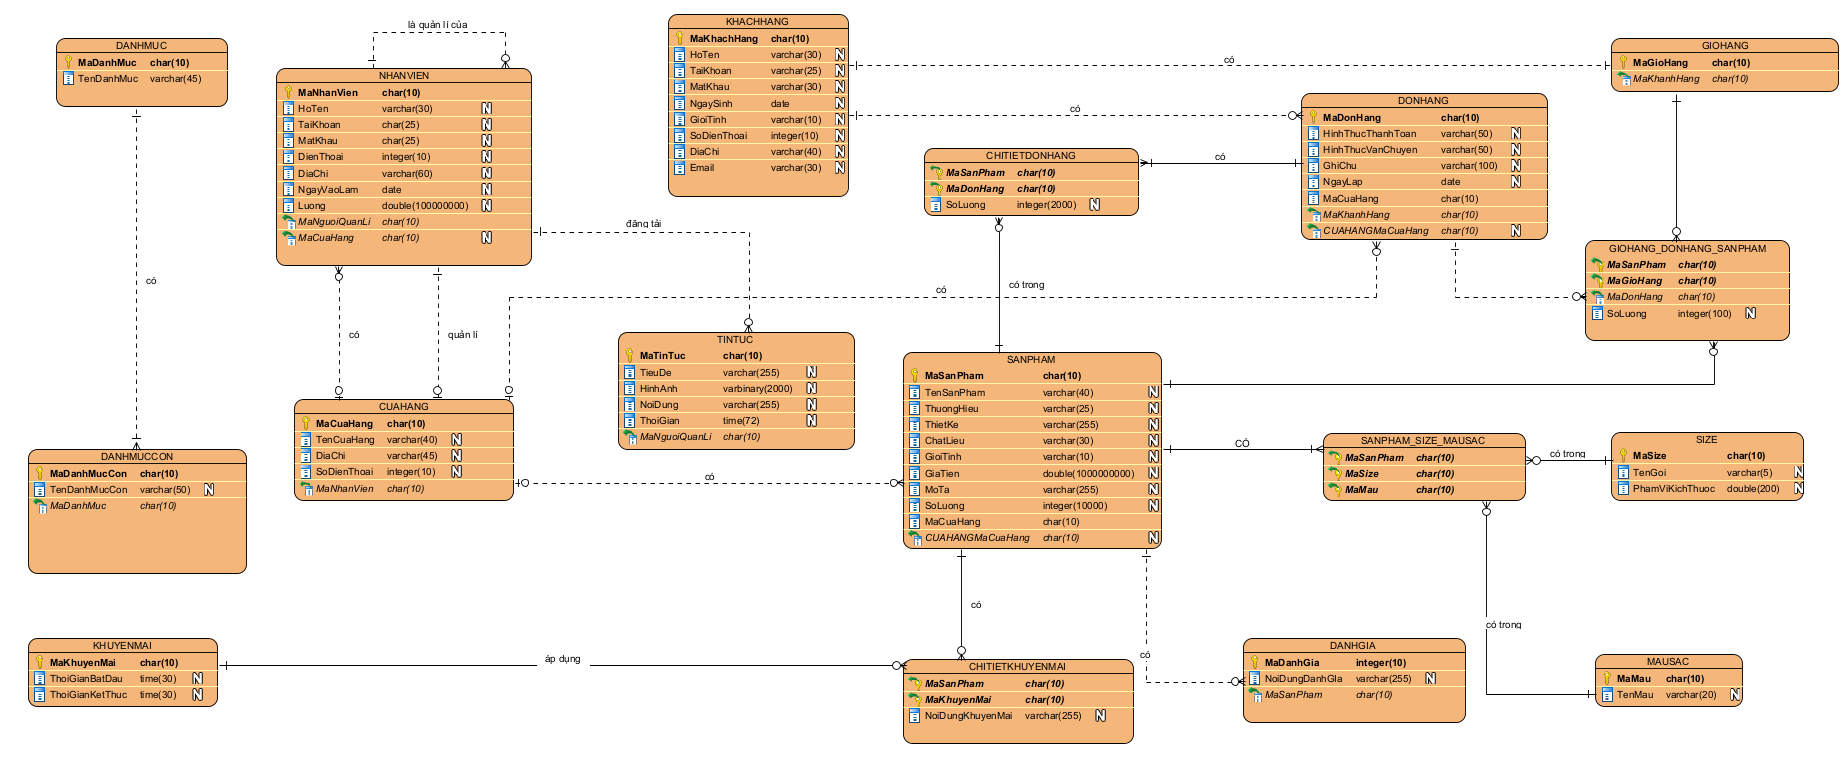 DANHMUC
MaDanhMuc char(10)
TenDanhMuc varchar(45)
có
DANHMUCCON
MaDanhMucCon char(10)
TenDanhMucCon varchar(50) N
MaDanhMuc char(10)
là quản lí của
NHANVIEN
MaNhanVien char(10)
HoTen varchar(30) N
TaiKhoan char(25) N
MatKhau char(25) N
DienThoai integer(10) N
DiaChi varchar(60) N
NgayVaoLam date N
Luong double(100000000) N
MaNguoiQuanLi char(10)
MaCuaHang char(10) N
có
quản lí
đăng tải
CUAHANG
MaCuaHang char(10)
TenCuaHang varchar(40) N
DiaChi varchar(45) N
SoDienThoai integer(10) N
MaNhanVien char(10)
có
có
TINTUC
MaTinTuc char(10)
TieuDe varchar(255) N
HinhAnh varbinary(2000) N
NoiDung varchar(255) N
ThoiGian time(72) N
MaNguoiQuanLi char(10)
KHACHHANG
MaKhachHang char(10)
HoTen varchar(30) N
TaiKhoan varchar(25) N
MatKhau varchar(30) N
NgaySinh date N
GioiTinh varchar(10) N
SoDienThoai integer(10) N
DiaChi varchar(40) N
Email varchar(30) N
có
có
GIOHANG
MaGioHang char(10)
MaKhanhHang char(10)
DONHANG
MaDonHang char(10)
HinhThucThanhToan varchar(50) N
HinhThucVanChuyen varchar(50) N
GhiChu varchar(100) N
NgayLap date N
MaCuaHang char(10)
MaKhanhHang char(10)
CUAHANGMaCuaHang char(10) N
CHITIETDONHANG
MaSanPham char(10)
MaDonHang char(10)
SoLuong integer(2000) N
có
có trong
GIOHANG_DONHANG_SANPHAM
MaSanPham char(10)
MaGioHang char(10)
MaDonHang char(10)
SoLuong integer(100) N
SANPHAM
MaSanPham char(10)
TenSanPham varchar(40) N
ThuongHieu varchar(25) N
ThietKe varchar(255) N
ChatLieu varchar(30) N
GioiTinh varchar(10) N
GiaTien double(1000000000) N
MoTa varchar(255) N
SoLuong integer(10000) N
MaCuaHang char(10)
CUAHANGMaCuaHang char(10) N
CÓ
SANPHAM_SIZE_MAUSAC
MaSanPham char(10)
MaSize char(10)
MaMau char(10)
có trong
SIZE
MaSize char(10)
TenGoi varchar(5) N
PhamViKichThuoc double(200) N
có trong
MAUSAC
MaMau char(10)
TenMau varchar(20) N
có
có
DANHGIA
MaDanhGia integer(10)
NoiDungDanhGIa varchar(255) N
MaSanPham char(10)
KHUYENMAI
MaKhuyenMai char(10)
ThoiGianBatDau time(30) N
ThoiGianKetThuc time(30) N
áp dụng
CHITIETKHUYENMAI
MaSanPham char(10)
MaKhuyenMai char(10)
NoiDungKhuyenMai varchar(255) N